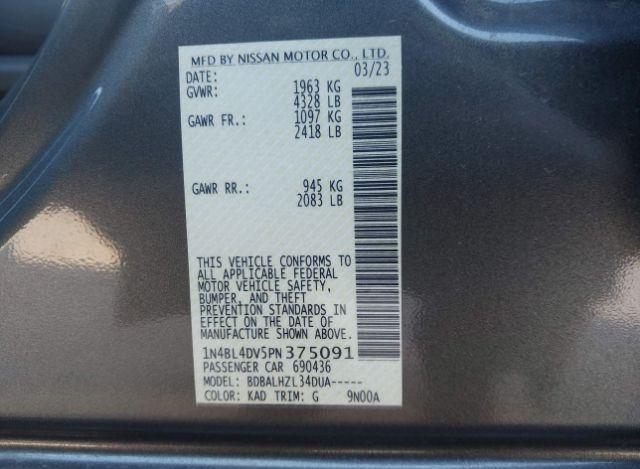 MFD BY NISSAN MOTOR CO., LTD.
DATE: 03/23
GVWR: 1963 KG
4328 LB
GAWR FR.: 1097 KG
2418 LB
GAWR RR.: 945 KG
2083 LB
THIS VEHICLE CONFORMS TO
ALL APPLICABLE FEDERAL
MOTOR VEHICLE SAFETY,
BUMPER, AND THEFT
PREVENTION STANDARDS IN
EFFECT ON THE DATE OF
MANUFACTURE SHOWN ABOVE.
1N4BL4DV5PN375091
PASSENGER CAR 690436
MODEL: BDBALHZL34DUA-----
COLOR: KAD TRIM: G 9N00A